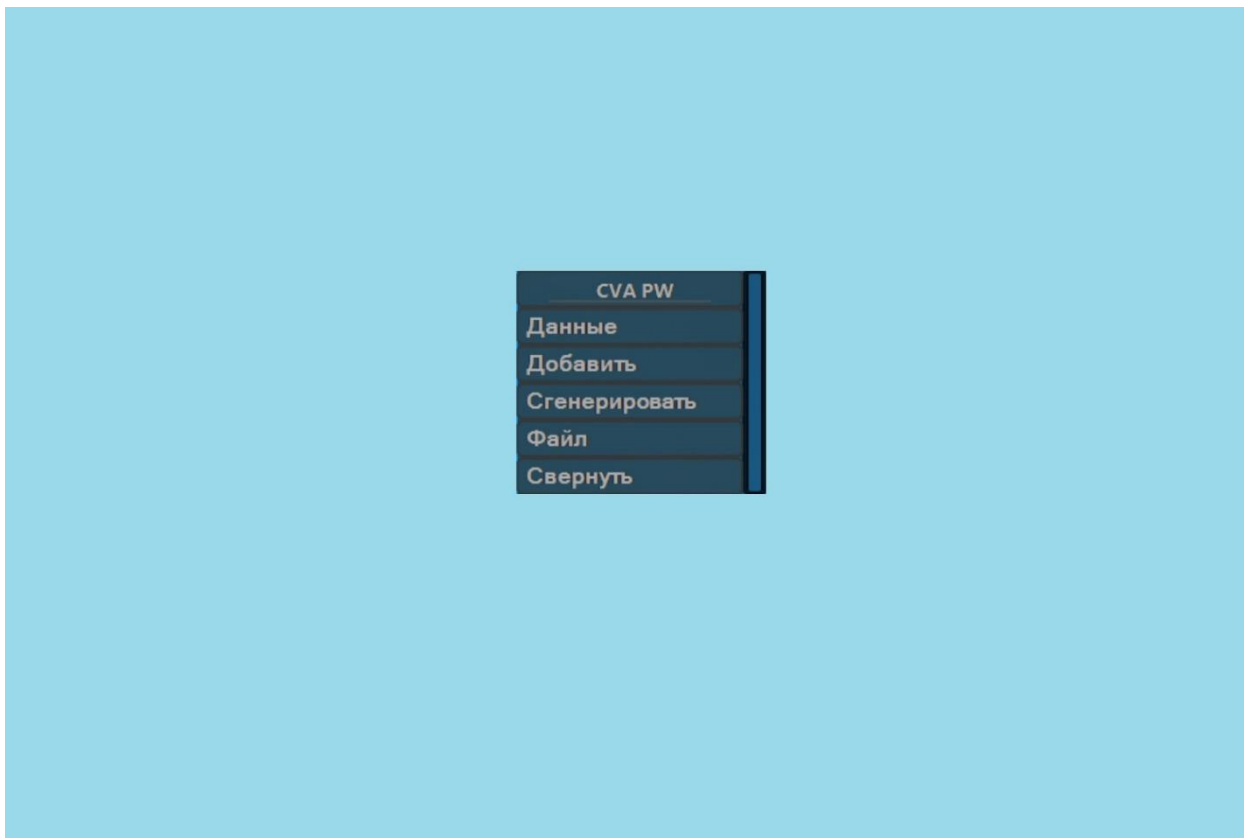 CVA PW
Данные
Добавить
Сгенерировать
Файл
Свернуть